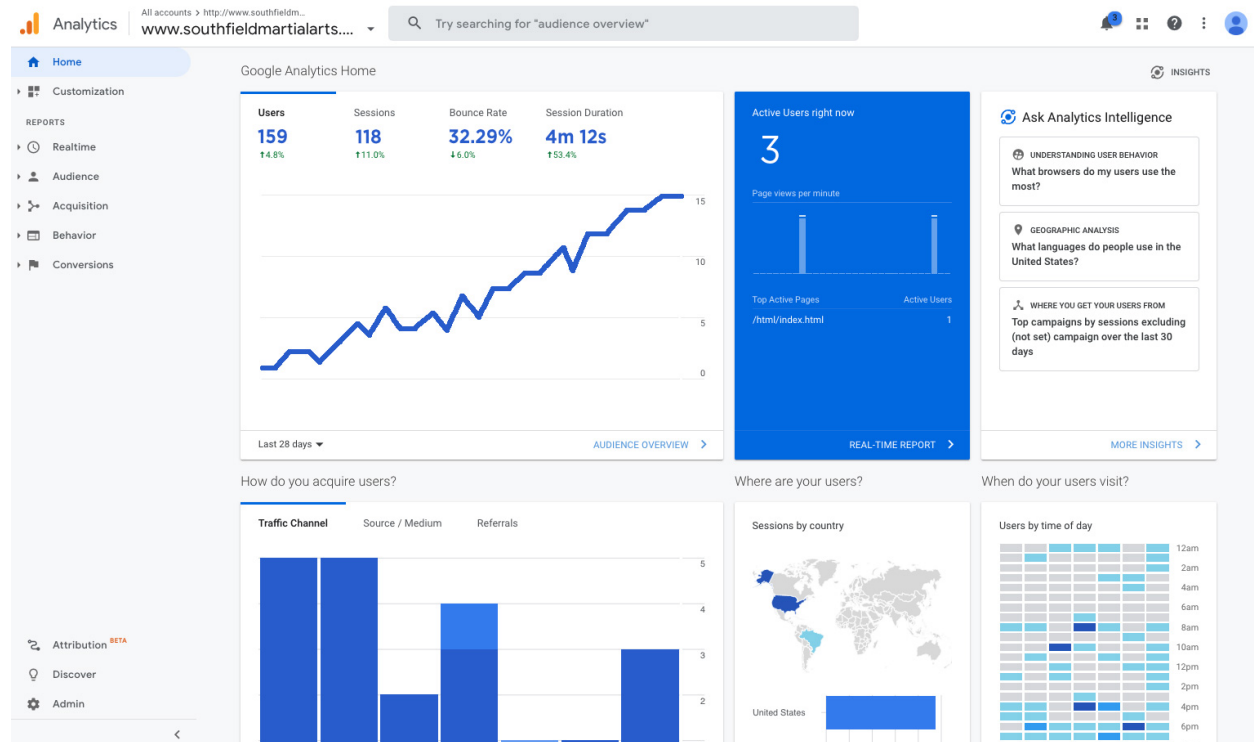 Analytics
All accounts > http://www.southfieldm...
www.southfieldmartialarts....
Try searching for "audience overview"
3
Home
Customization
REPORTS
Realtime
Audience
Acquisition
Behavior
Conversions
Attribution BETA
Discover
Admin
Google Analytics Home
INSIGHTS
Users
159
↑4.8%
Sessions
118
↑11.0%
Bounce Rate
32.29%
↓6.0%
Session Duration
4m 12s
↑53.4%
15
10
5
0
Last 28 days
AUDIENCE OVERVIEW
Active Users right now
3
Page views per minute
Top Active Pages Active Users
/html/index.html 1
REAL-TIME REPORT
Ask Analytics Intelligence
UNDERSTANDING USER BEHAVIOR
What browsers do my users use the
most?
GEOGRAPHIC ANALYSIS
What languages do people use in the
United States?
WHERE YOU GET YOUR USERS FROM
Top campaigns by sessions excluding
(not set) campaign over the last 30
days
MORE INSIGHTS
How do you acquire users?
Traffic Channel Source / Medium Referrals
5
4
3
2
Where are your users?
Sessions by country
United States
When do your users visit?
Users by time of day
12am
2am
4am
6am
8am
10am
12pm
2pm
4pm
6pm